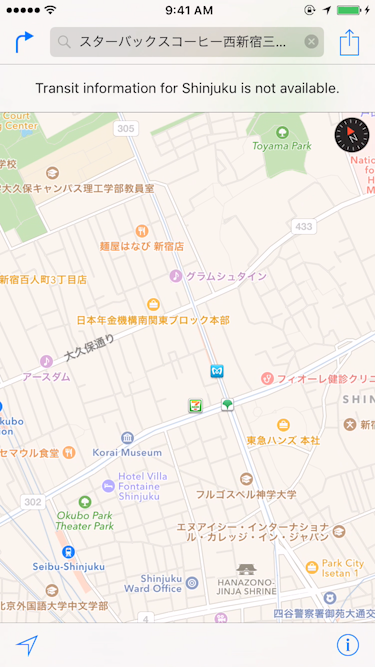 9:41 AM
スターバックスコーヒー西新宿三...
Transit information for Shinjuku is not available.
Court
ng Center
305
Toyama Park
N
Nation
学校
大久保キャンパス理工学部教員室
麺屋はなび 新宿店
433
新宿百人町3丁目店
グラムシュタイン
日本年金機構南関東ブロック本部
大久保通り
アースダム
フィオーレ健診クリニ
SHIN
東急ハンズ 本社
セマウル食堂
Korai Museum
Hotel Villa
Fontaine
Shinjuku
フルゴスペル神学大学
302
Okubo Park
Theater Park
エヌアイシー・インターナショナ
ル・カレッジ・イン・ジャパン
Seibu-Shinjuku
Park City
Isetan 1
Shinjuku
Ward Office
HANAZONO-
JINJA SHRINE
北京外国語大学中文学部
4
四谷警察署御苑大通交